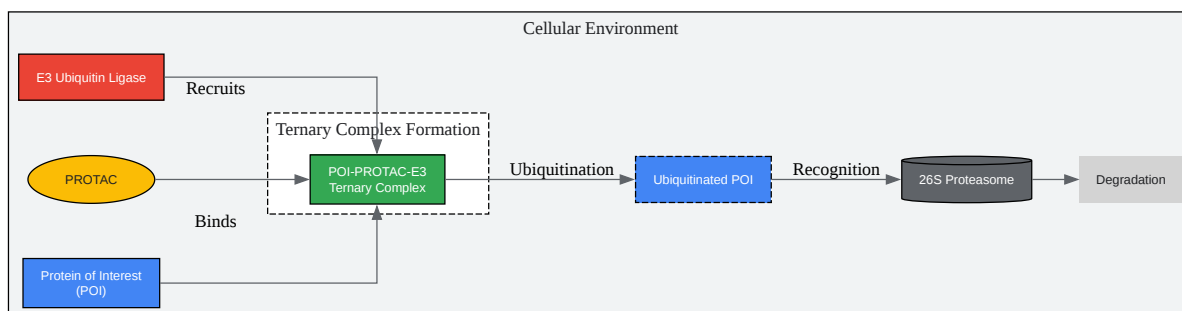 Cellular Environment
E3 Ubiquitin Ligase
Recruits
Ternary Complex Formation
PROTAC
POI-PROTAC-E3
Ternary Complex
Ubiquitination
Ubiquitinated POI
Recognition
26S Proteasome
Degradation
Binds
Protein of Interest
(POI)